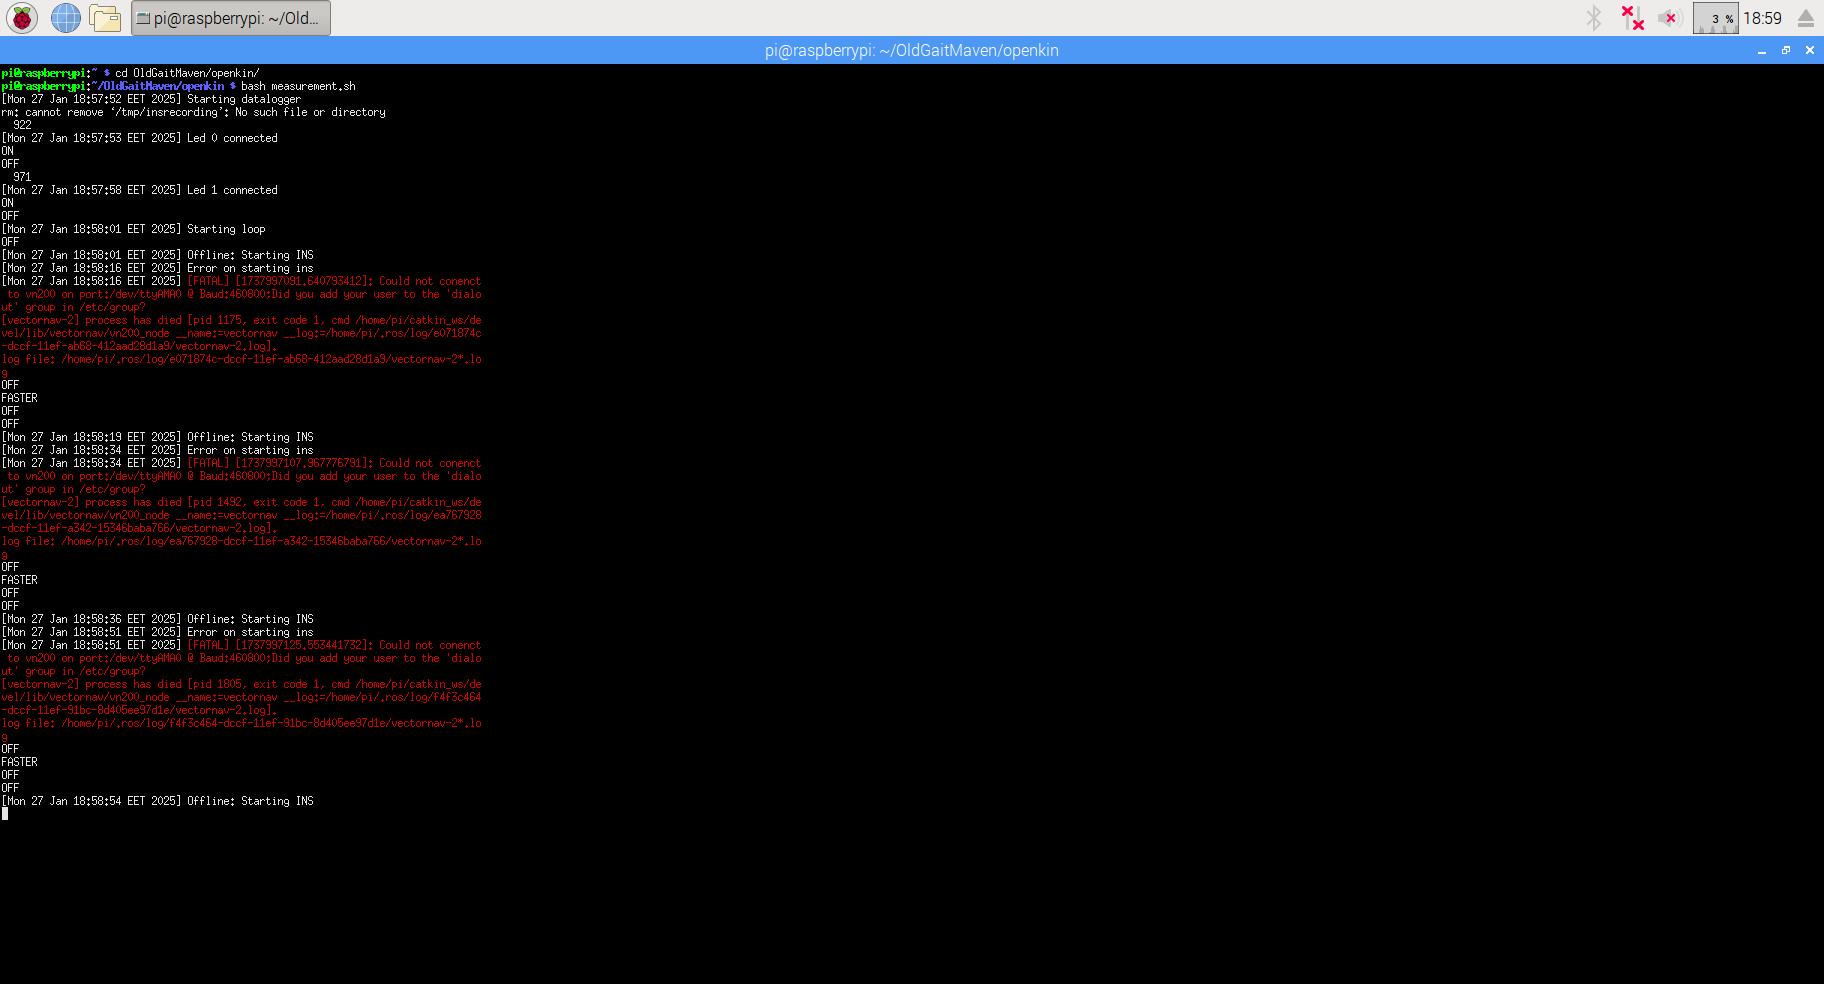 pi@raspberrypi: ~/Old...
3 %
18:59
pi@raspberrypi: ~/OldGaitMaven/openkin
pi@raspberrypi:~ $ cd OldGaitMaven/openkin/
pi@raspberrypi:~/OldGaitMaven/openkin $ bash measurement.sh
[Mon 27 Jan 18:57:52 EET 2025] Starting datalogger
rm: cannot remove ‘/tmp/insrecording’: No such file or directory
  922
[Mon 27 Jan 18:57:53 EET 2025] Led 0 connected
ON
OFF
  971
[Mon 27 Jan 18:57:58 EET 2025] Led 1 connected
ON
OFF
[Mon 27 Jan 18:58:01 EET 2025] Starting loop
OFF
[Mon 27 Jan 18:58:01 EET 2025] Offline: Starting INS
[Mon 27 Jan 18:58:16 EET 2025] Error on starting ins
[Mon 27 Jan 18:58:16 EET 2025] [FATAL] [1737997091.640793412]: Could not conenct
 to vn200 on port:/dev/ttyAMA0 @ Baud:460800;Did you add your user to the 'dialo
ut' group in /etc/group?
[vectornav-2] process has died [pid 1175, exit code 1, cmd /home/pi/catkin_ws/de
vel/lib/vectornav/vn200_node __name:=vectornav __log:=/home/pi/.ros/log/e071874c
-dccf-11ef-ab68-412aad28d1a9/vectornav-2.log].
log file: /home/pi/.ros/log/e071874c-dccf-11ef-ab68-412aad28d1a9/vectornav-2*.lo
g
OFF
FASTER
OFF
OFF
[Mon 27 Jan 18:58:19 EET 2025] Offline: Starting INS
[Mon 27 Jan 18:58:34 EET 2025] Error on starting ins
[Mon 27 Jan 18:58:34 EET 2025] [FATAL] [1737997107.967776791]: Could not conenct
 to vn200 on port:/dev/ttyAMA0 @ Baud:460800;Did you add your user to the 'dialo
ut' group in /etc/group?
[vectornav-2] process has died [pid 1492, exit code 1, cmd /home/pi/catkin_ws/de
vel/lib/vectornav/vn200_node __name:=vectornav __log:=/home/pi/.ros/log/ea767928
-dccf-11ef-a342-15346baba766/vectornav-2.log].
log file: /home/pi/.ros/log/ea767928-dccf-11ef-a342-15346baba766/vectornav-2*.lo
g
OFF
FASTER
OFF
OFF
[Mon 27 Jan 18:58:36 EET 2025] Offline: Starting INS
[Mon 27 Jan 18:58:51 EET 2025] Error on starting ins
[Mon 27 Jan 18:58:51 EET 2025] [FATAL] [1737997125.553441732]: Could not conenct
 to vn200 on port:/dev/ttyAMA0 @ Baud:460800;Did you add your user to the 'dialo
ut' group in /etc/group?
[vectornav-2] process has died [pid 1805, exit code 1, cmd /home/pi/catkin_ws/de
vel/lib/vectornav/vn200_node __name:=vectornav __log:=/home/pi/.ros/log/f4f3c464
-dccf-11ef-91bc-8d405ee97d1e/vectornav-2.log].
log file: /home/pi/.ros/log/f4f3c464-dccf-11ef-91bc-8d405ee97d1e/vectornav-2*.lo
g
OFF
FASTER
OFF
OFF
[Mon 27 Jan 18:58:54 EET 2025] Offline: Starting INS